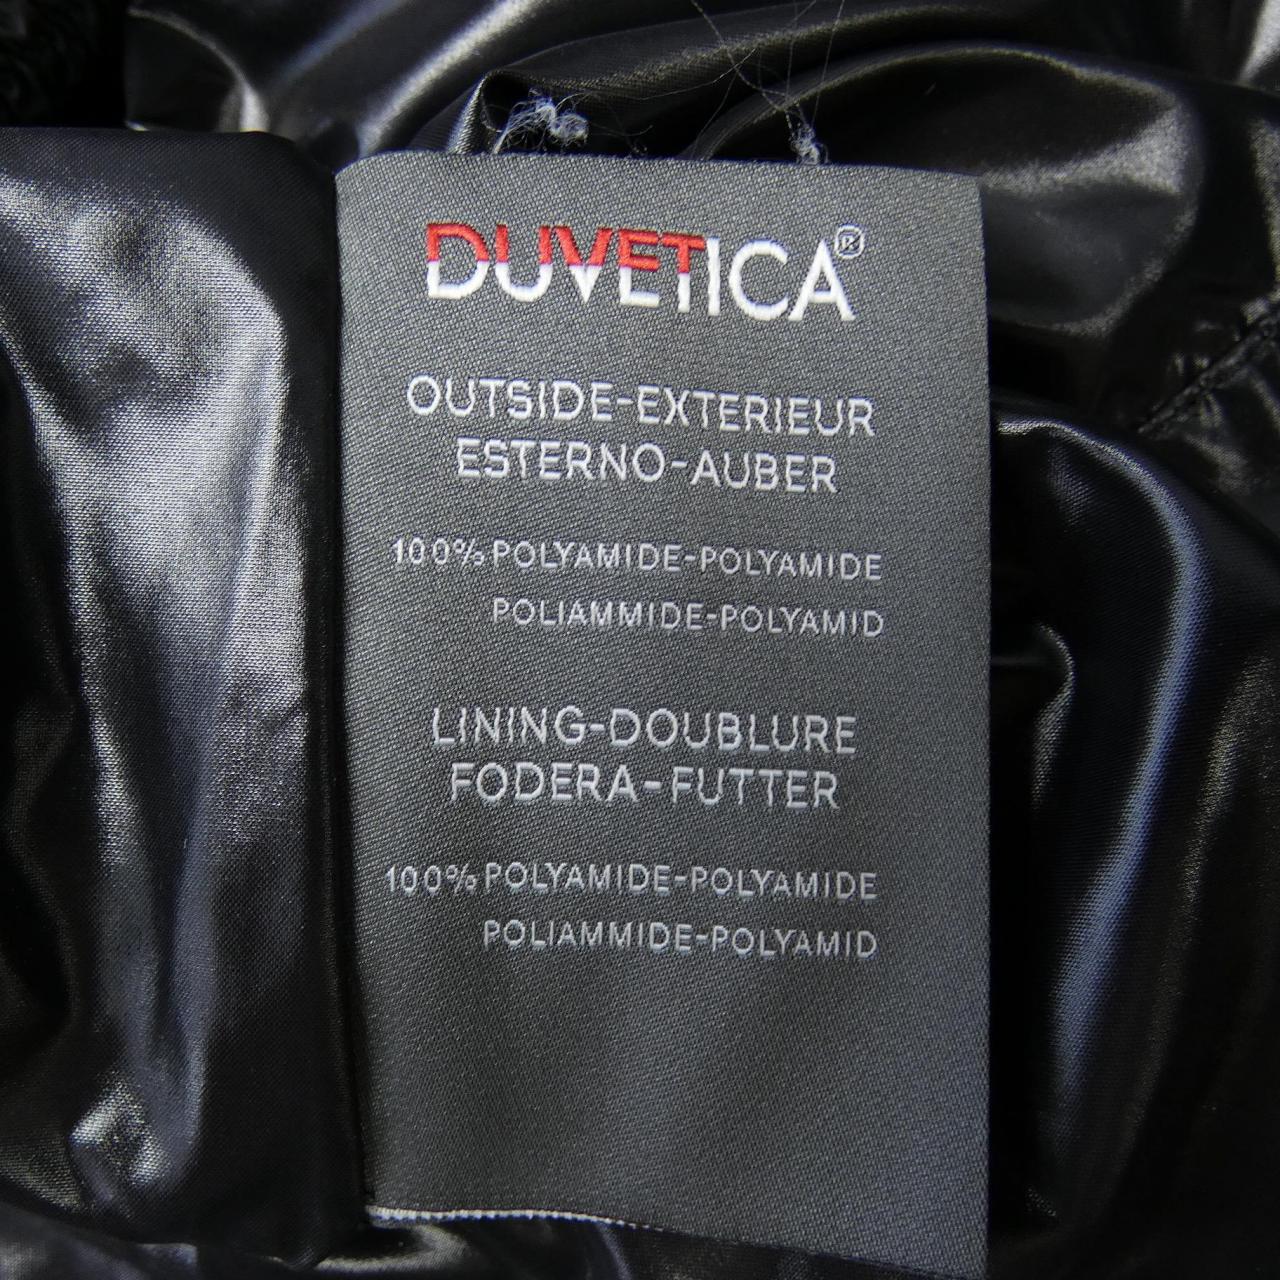 DUVETICA®
OUTSIDE-EXTERIEUR
ESTERNO-AUBER
100% POLYAMIDE-POLYAMIDE
POLIAMMIDE-POLYAMID
LINING-DOUBLURE
FODERA-FUTTER
100% POLYAMIDE-POLYAMIDE
POLIAMMIDE-POLYAMID